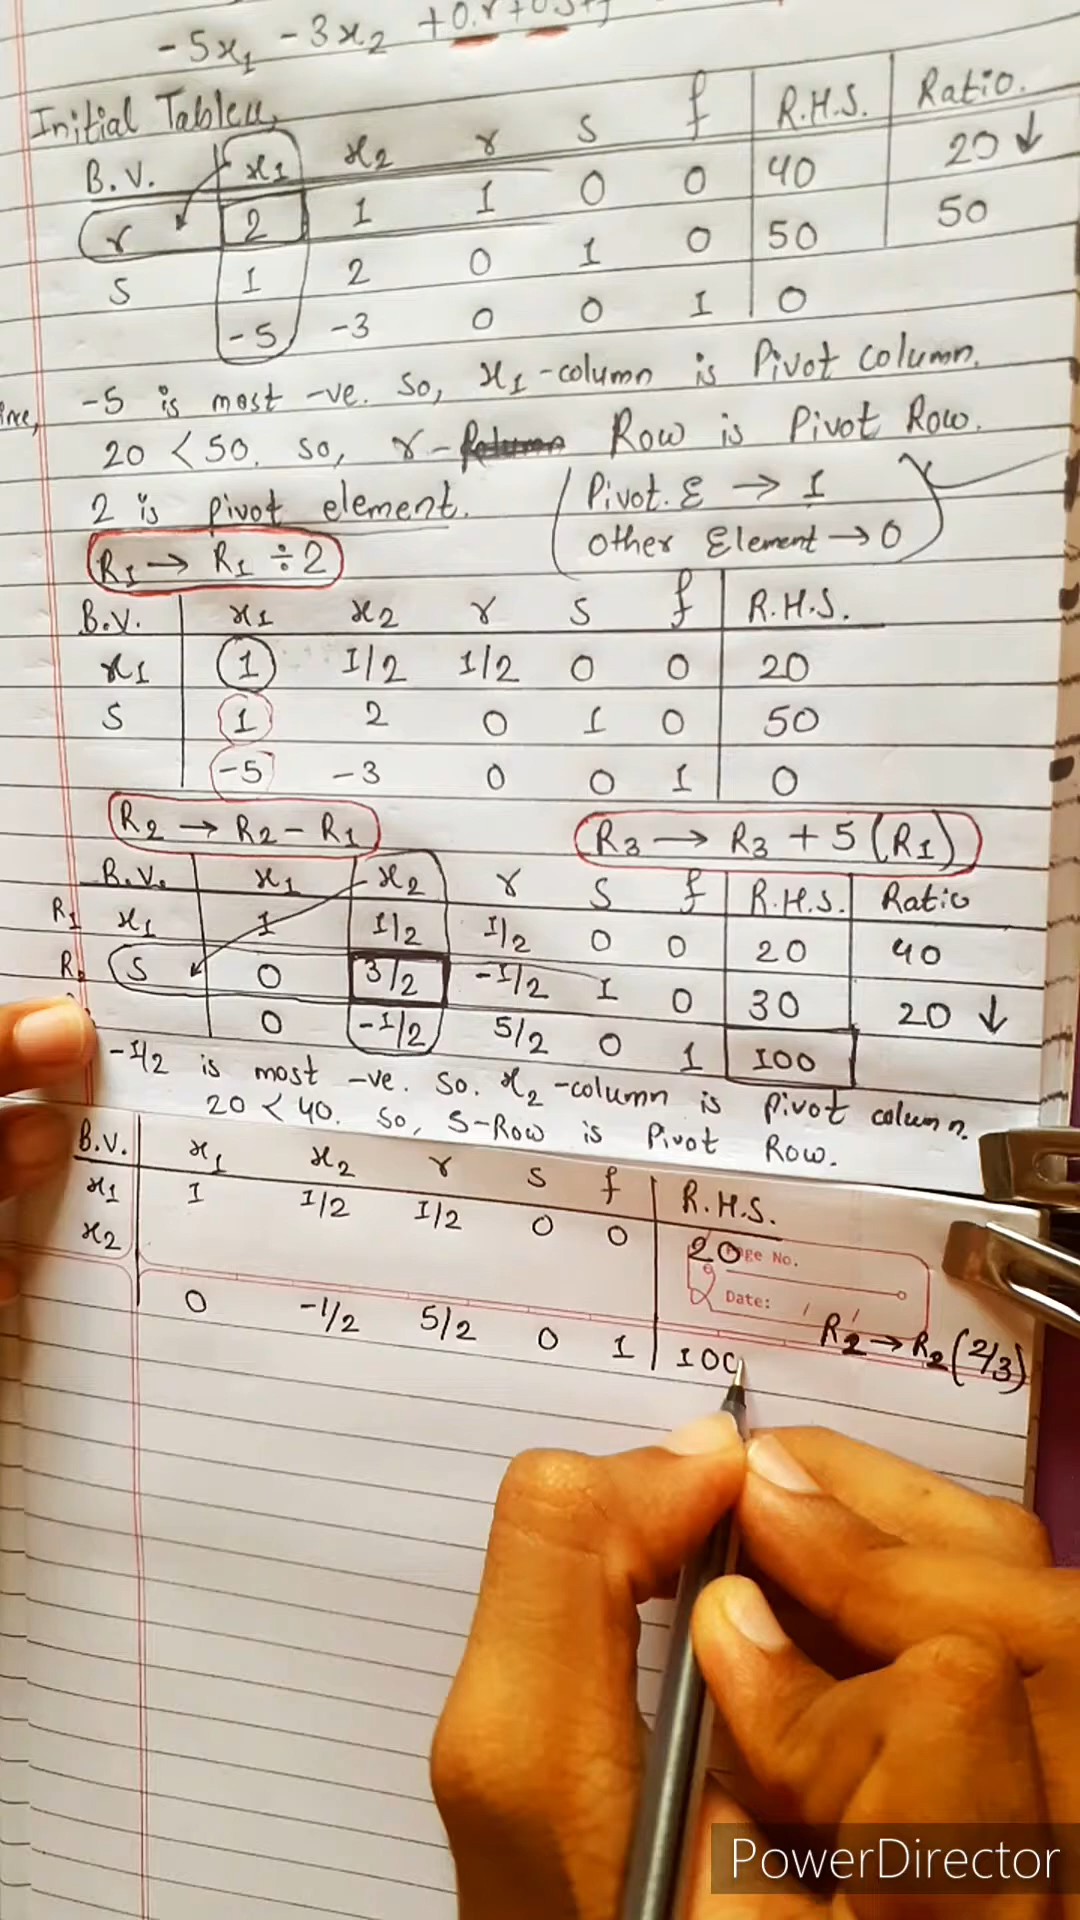 -5x₁ - 3x₂ +0.r+0.s+f
Initial Tableu,
B.V. x₁ x₂ r s f R.H.S. Ratio.
r 2 1 1 0 0 40 20 ↓
s 1 2 0 1 0 50 50
-5 -3 0 0 1 0
-5 is most -ve. so, x₁-column is Pivot column.
20 < 50. so, r- Row is Pivot Row.
2 is pivot element.
Pivot. E → 1
other Element → 0
R₁ → R₁ ÷ 2
B.V. x₁ x₂ r s f R.H.S.
x₁ 1 1/2 1/2 0 0 20
s 1 2 0 1 0 50
-5 -3 0 0 1 0
R₂ → R₂ - R₁ R₃ → R₃ + 5 (R₁)
B.V. x₁ x₂ r s f R.H.S. Ratio
R₁ x₁ 1 1/2 1/2 0 0 20 40
R₂ s 0 3/2 -1/2 1 0 30 20 ↓
0 -1/2 5/2 0 1 100
-1/2 is most -ve. so. x₂-column is pivot column.
20 < 40. so, s-Row is Pivot Row.
B.V. x₁ x₂ r s f R.H.S.
x₁ 1 1/2 1/2 0 0 20
x₂
Page No.
Date: / /
0 -1/2 5/2 0 1 100
R₂ → R₂ (2/3)
PowerDirector